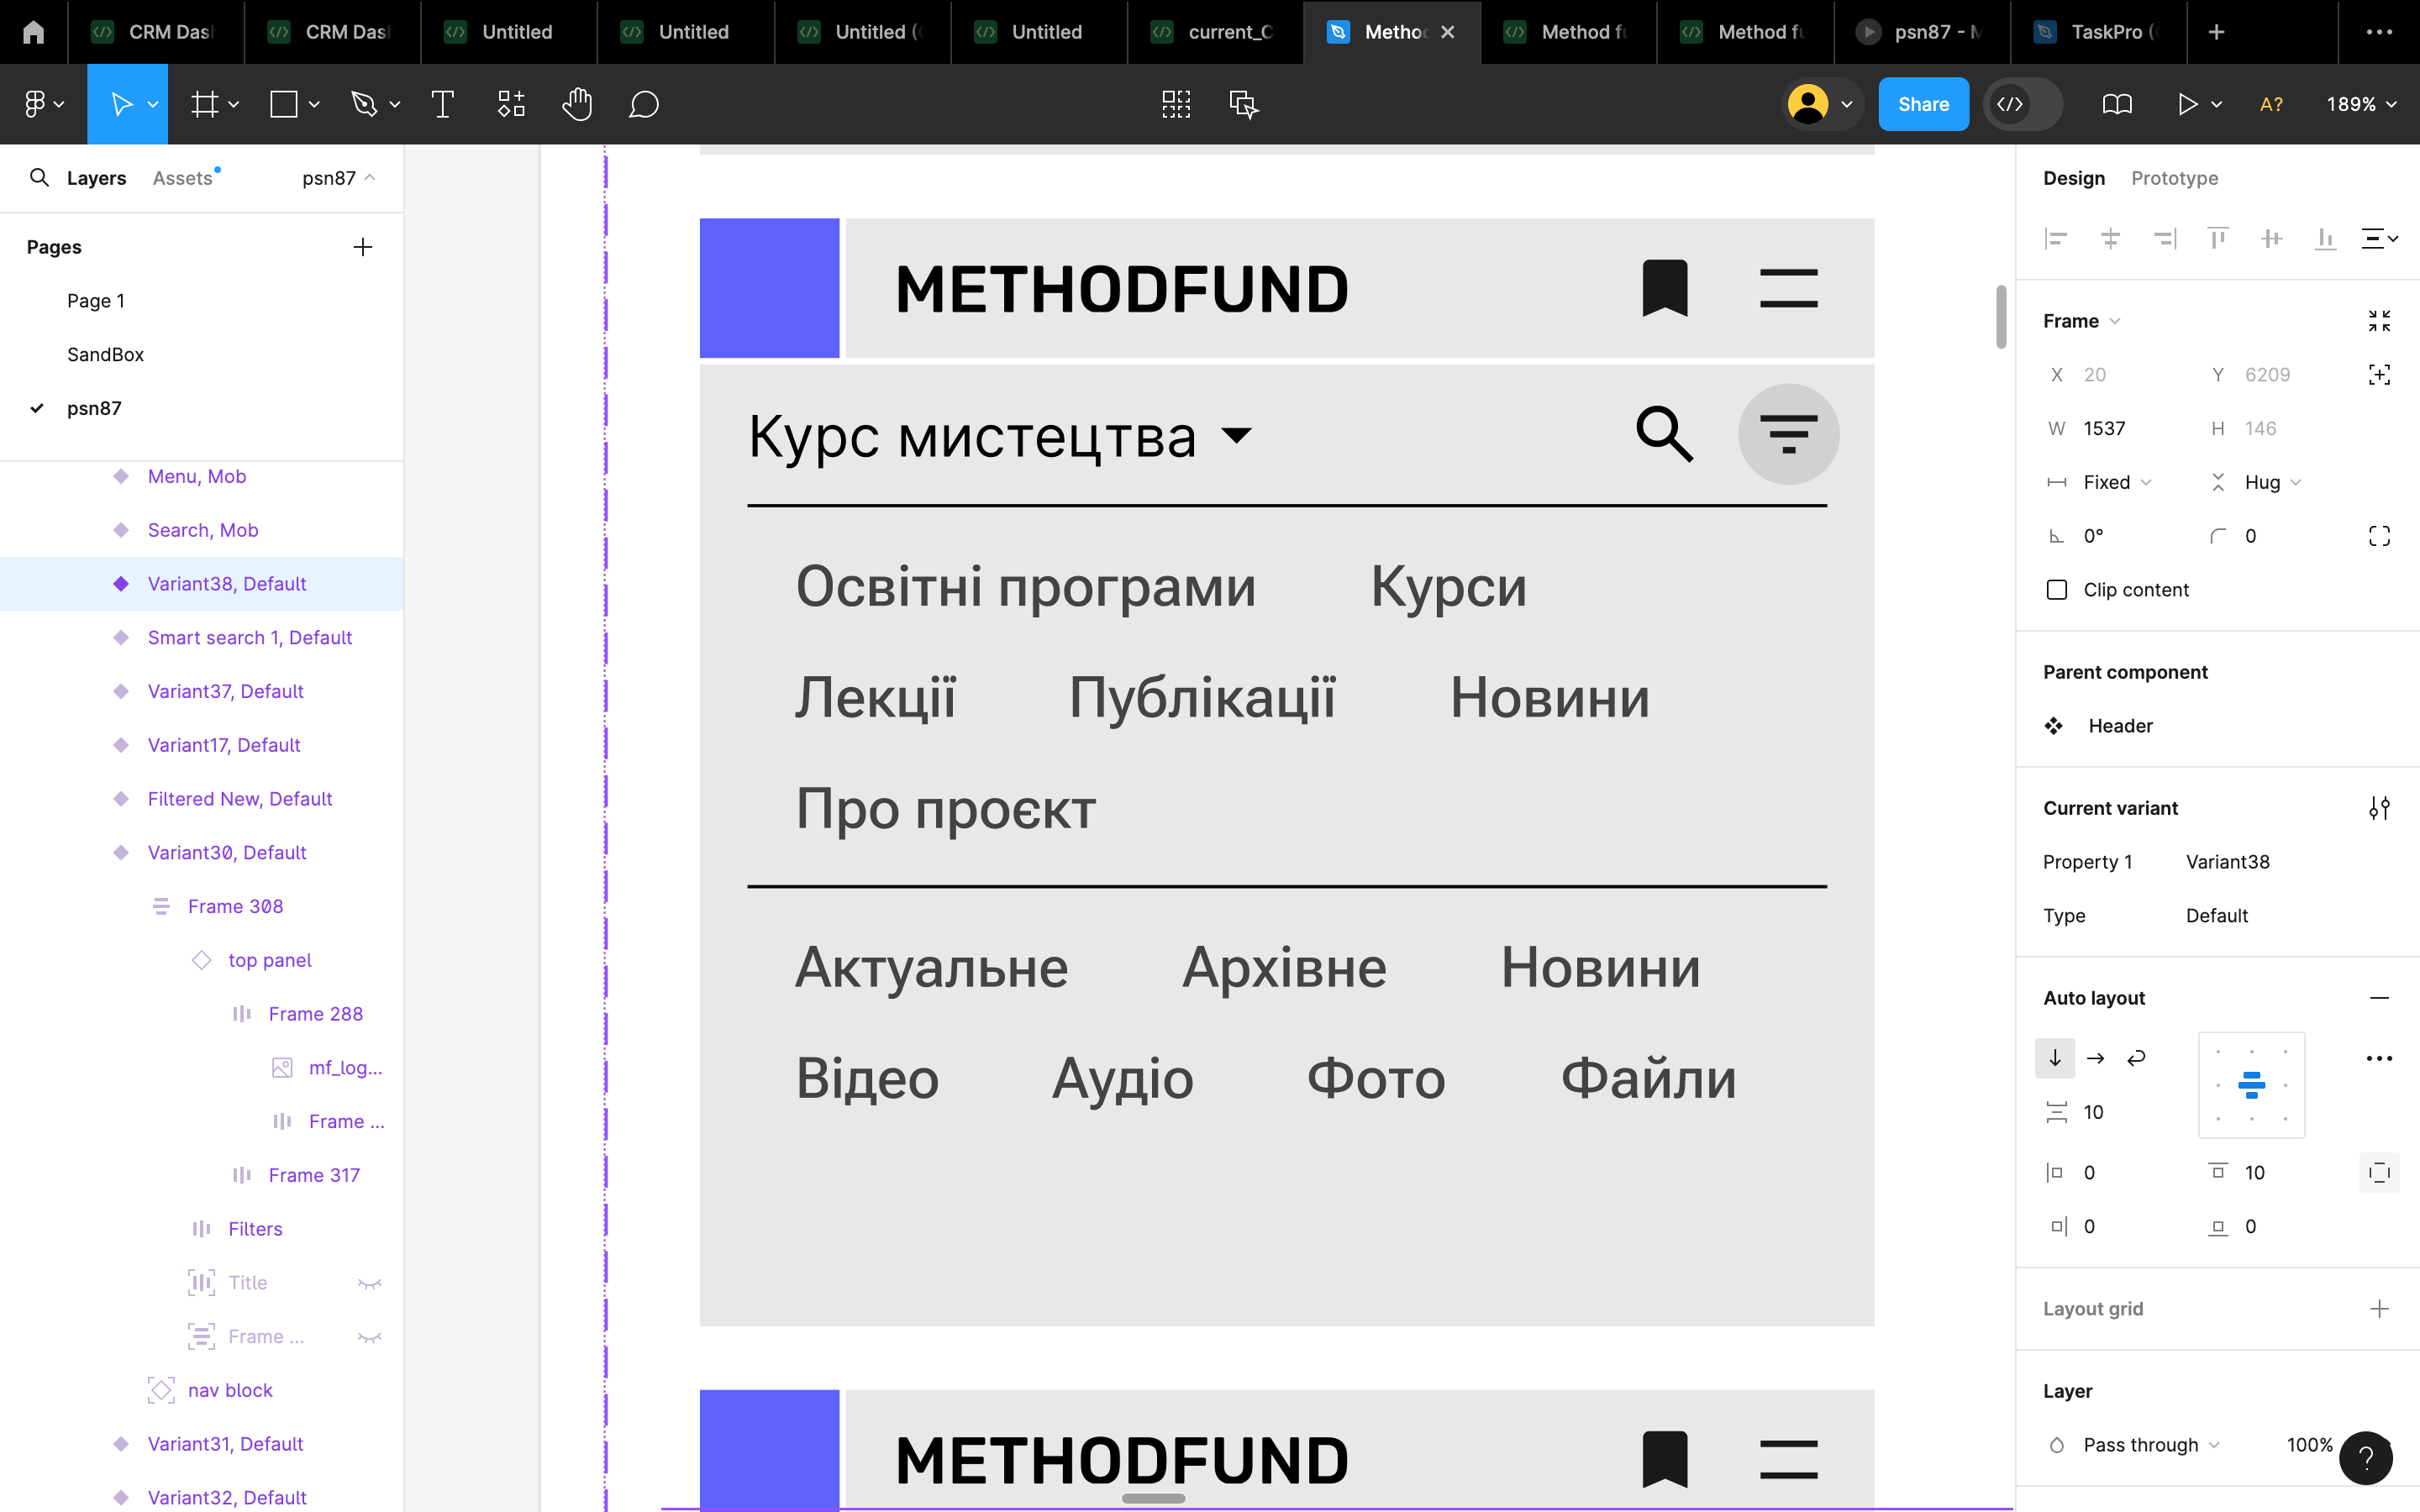 CRM Das
CRM Das
Untitled
Untitled
Untitled (
Untitled
current_C
Metho
Method f
Method f
psn87 - M
TaskPro (
Share
A?
189%
Layers
Assets
psn87
Pages
Page 1
SandBox
psn87
Menu, Mob
Search, Mob
Variant38, Default
Smart search 1, Default
Variant37, Default
Variant17, Default
Filtered New, Default
Variant30, Default
Frame 308
top panel
Frame 288
mf_log...
Frame ...
Frame 317
Filters
Title
Frame ...
nav block
Variant31, Default
Variant32, Default
METHODFUND
Курс мистецтва
Освітні програми Курси
Лекції Публікації Новини
Про проєкт
Актуальне Архівне Новини
Відео Аудіо Фото Файли
METHODFUND
Design Prototype
Frame
X 20 Y 6209
W 1537 H 146
Fixed Hug
0° 0
Clip content
Parent component
Header
Current variant
Property 1 Variant38
Type Default
Auto layout
10
0 10
0 0
Layout grid
Layer
Pass through 100%
?